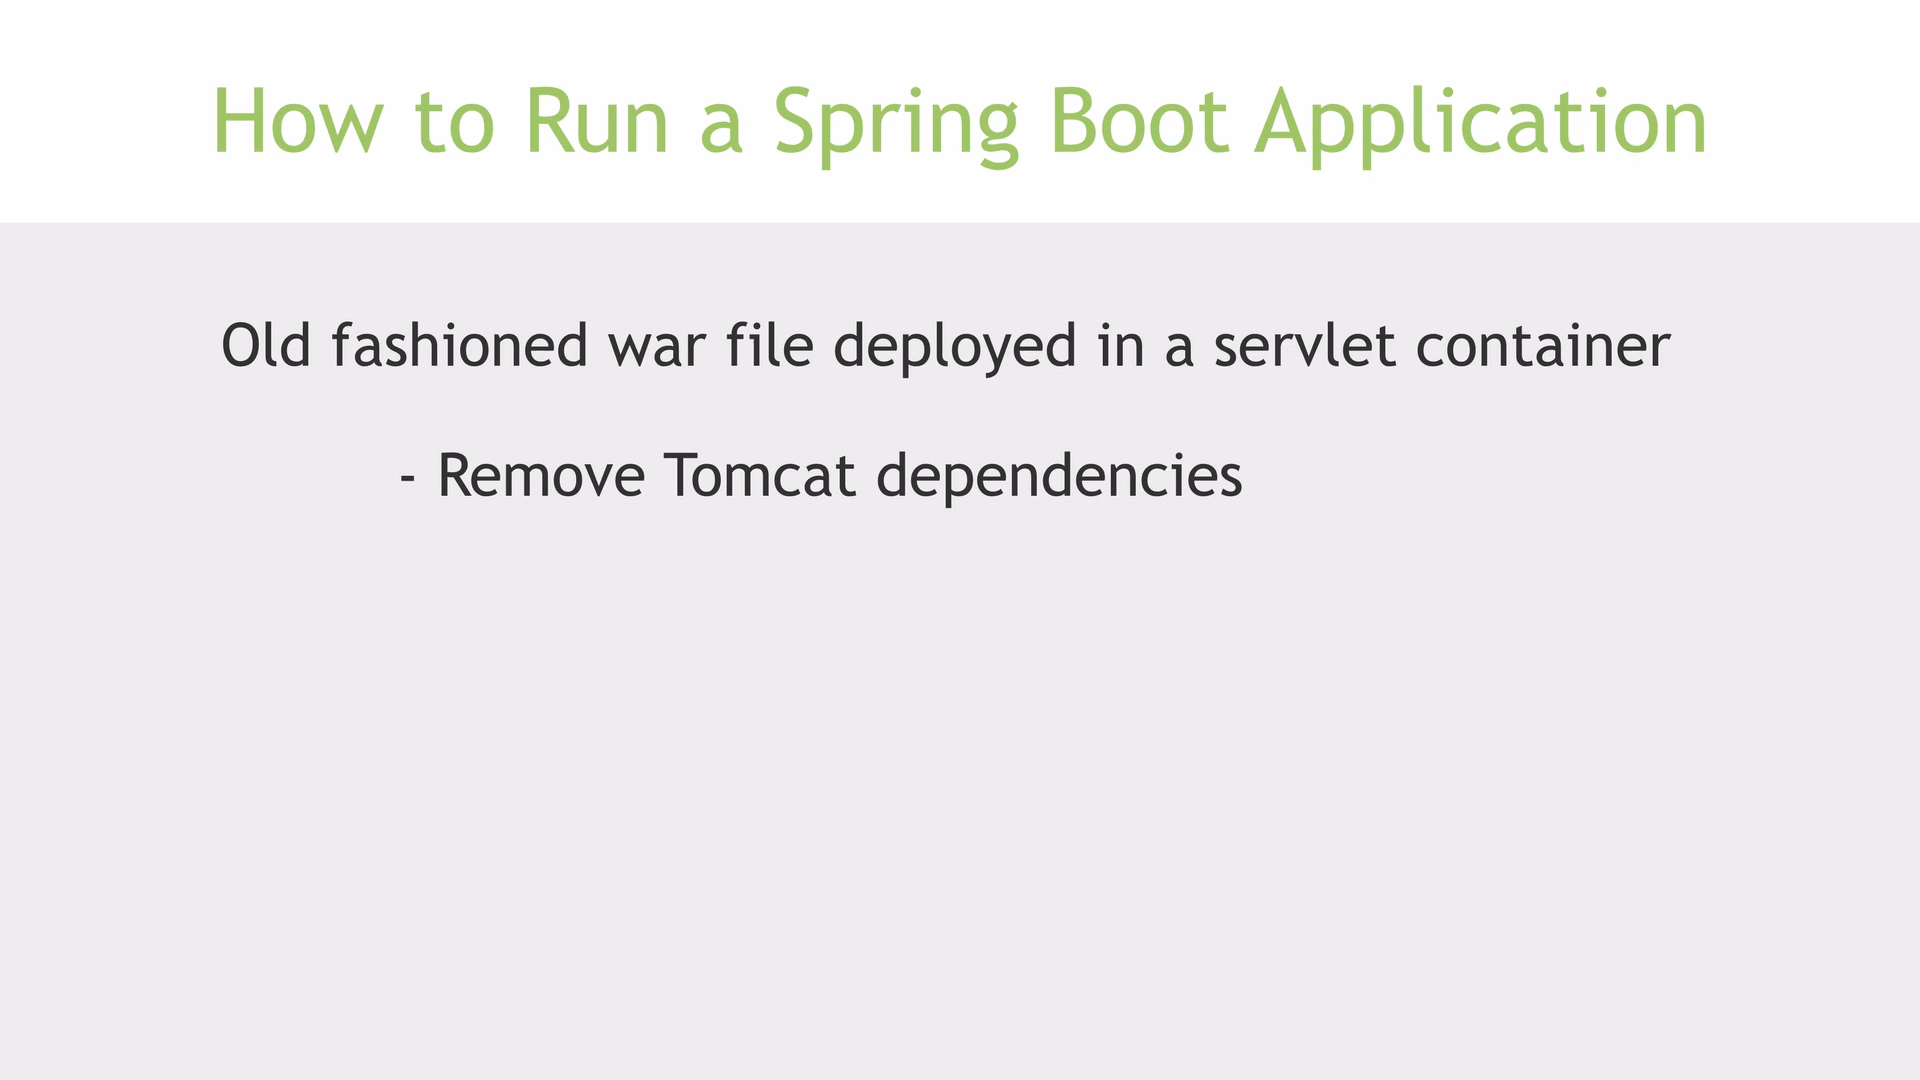 How to Run a Spring Boot Application
Old fashioned war file deployed in a servlet container
- Remove Tomcat dependencies